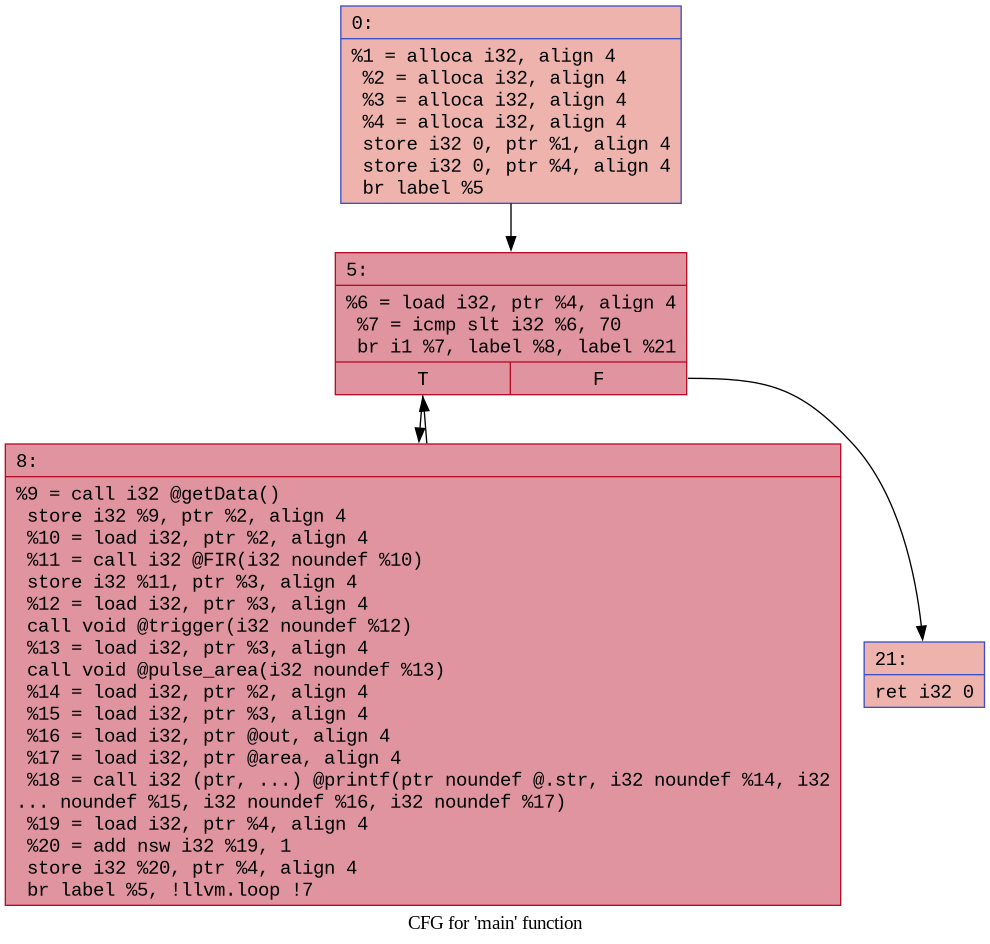 0:
%1 = alloca i32, align 4
%2 = alloca i32, align 4
%3 = alloca i32, align 4
%4 = alloca i32, align 4
store i32 0, ptr %1, align 4
store i32 0, ptr %4, align 4
br label %5
5:
%6 = load i32, ptr %4, align 4
%7 = icmp slt i32 %6, 70
br i1 %7, label %8, label %21
T
F
8:
%9 = call i32 @getData()
store i32 %9, ptr %2, align 4
%10 = load i32, ptr %2, align 4
%11 = call i32 @FIR(i32 noundef %10)
store i32 %11, ptr %3, align 4
%12 = load i32, ptr %3, align 4
call void @trigger(i32 noundef %12)
%13 = load i32, ptr %3, align 4
call void @pulse_area(i32 noundef %13)
%14 = load i32, ptr %2, align 4
%15 = load i32, ptr %3, align 4
%16 = load i32, ptr @out, align 4
%17 = load i32, ptr @area, align 4
%18 = call i32 (ptr, ...) @printf(ptr noundef @.str, i32 noundef %14, i32
... noundef %15, i32 noundef %16, i32 noundef %17)
%19 = load i32, ptr %4, align 4
%20 = add nsw i32 %19, 1
store i32 %20, ptr %4, align 4
br label %5, !llvm.loop !7
21:
ret i32 0
CFG for 'main' function